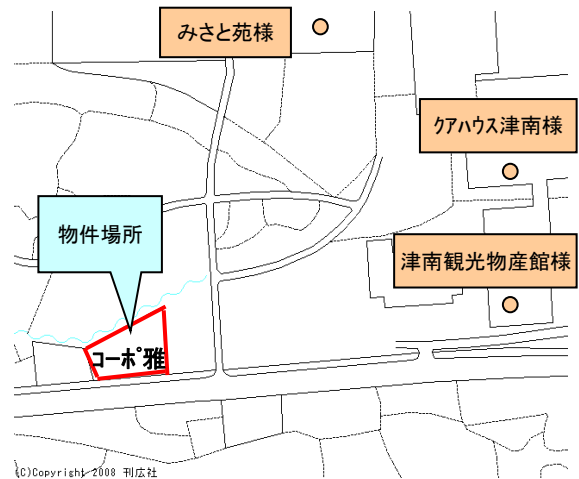 みさと苑様
クアハウス津南様
物件場所
津南観光物産館様
コーポ雅
(C)Copyright 2008 刊広社